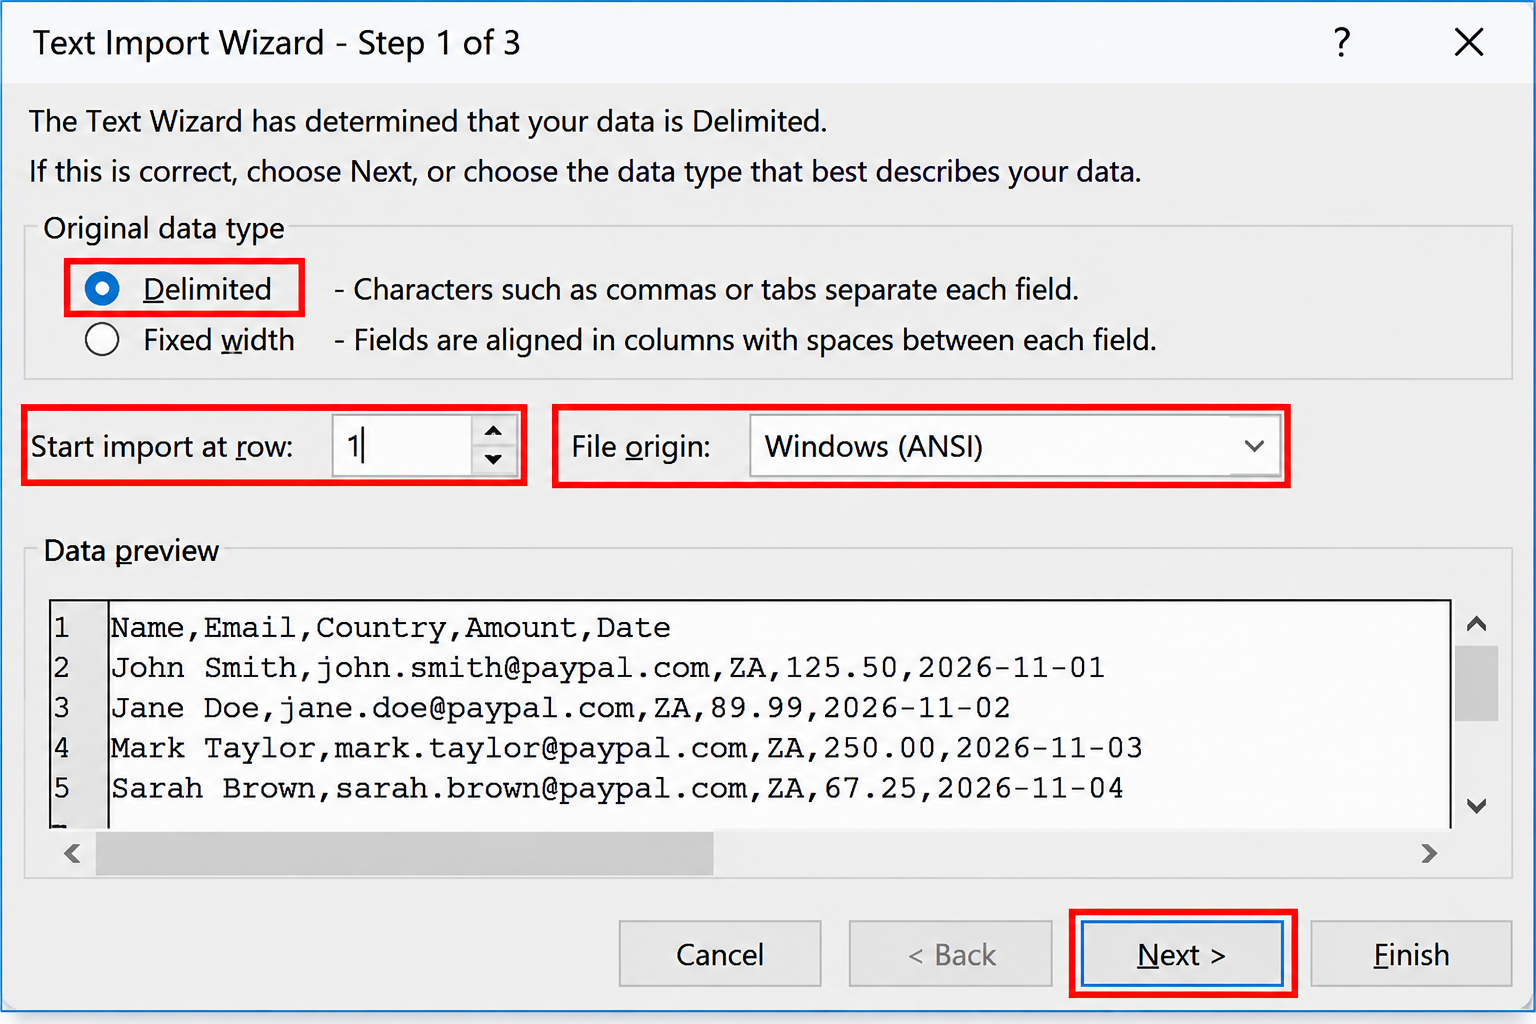 Text Import Wizard - Step 1 of 3
?
The Text Wizard has determined that your data is Delimited.
If this is correct, choose Next, or choose the data type that best describes your data.
Original data type
Delimited - Characters such as commas or tabs separate each field.
Fixed width - Fields are aligned in columns with spaces between each field.
Start import at row: 1 File origin: Windows (ANSI)
Data preview
1 Name,Email,Country,Amount,Date
2 John Smith,john.smith@paypal.com,ZA,125.50,2026-11-01
3 Jane Doe,jane.doe@paypal.com,ZA,89.99,2026-11-02
4 Mark Taylor,mark.taylor@paypal.com,ZA,250.00,2026-11-03
5 Sarah Brown,sarah.brown@paypal.com,ZA,67.25,2026-11-04
Cancel < Back Next > Finish